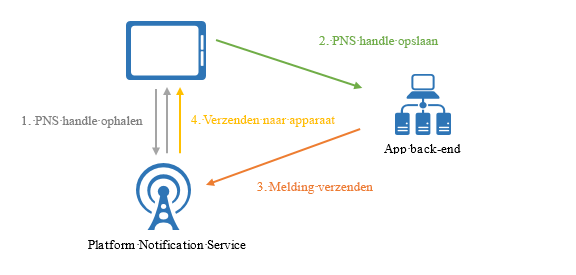 2. PNS handle opslaan
1. PNS handle ophalen
4. Verzenden naar apparaat
App back-end
3. Melding verzenden
Platform Notification Service